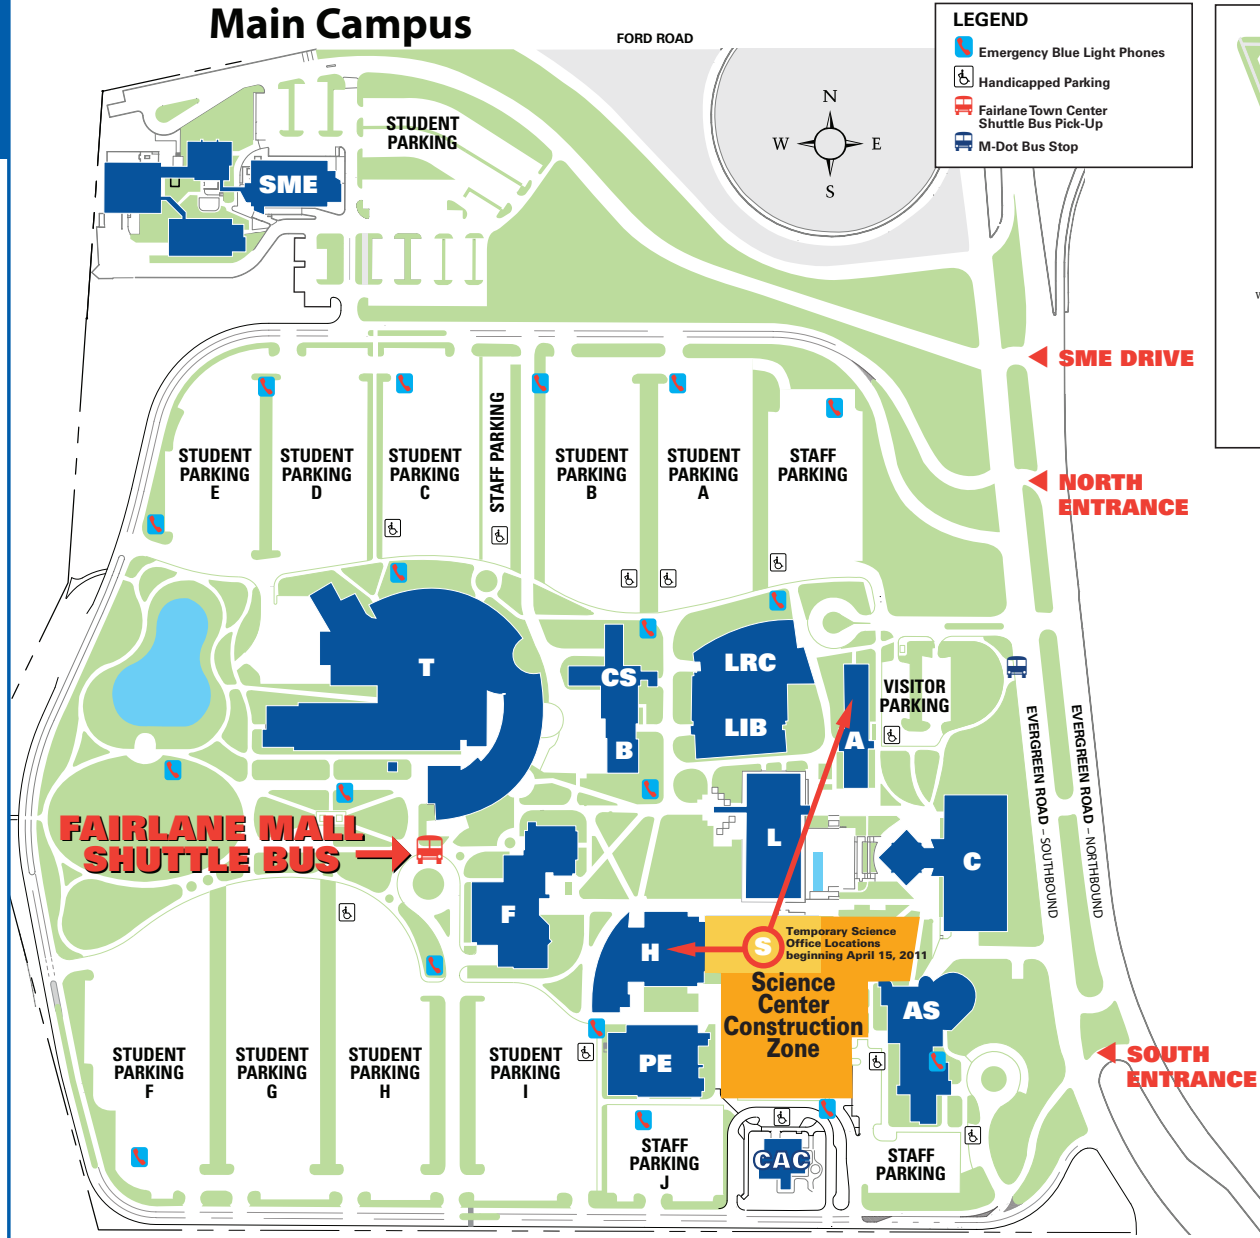 Main Campus
FORD ROAD
LEGEND
Emergency Blue Light Phones
Handicapped Parking
Fairlane Town Center
Shuttle Bus Pick-Up
M-Dot Bus Stop
N
W
E
S
STUDENT
PARKING
SME
SME DRIVE
NORTH
ENTRANCE
STUDENT
PARKING
E
STUDENT
PARKING
D
STUDENT
PARKING
C
STAFF PARKING
STUDENT
PARKING
B
STUDENT
PARKING
A
STAFF
PARKING
T
CS
B
LRC
LIB
A
VISITOR
PARKING
EVERGREEN ROAD – SOUTHBOUND
EVERGREEN ROAD – NORTHBOUND
FAIRLANE MALL
SHUTTLE BUS
L
C
F
H
S
Temporary Science
Office Locations
beginning April 15, 2011
Science
Center
Construction
Zone
AS
PE
SOUTH
ENTRANCE
STUDENT
PARKING
F
STUDENT
PARKING
G
STUDENT
PARKING
H
STUDENT
PARKING
I
STAFF
PARKING
J
CAC
STAFF
PARKING